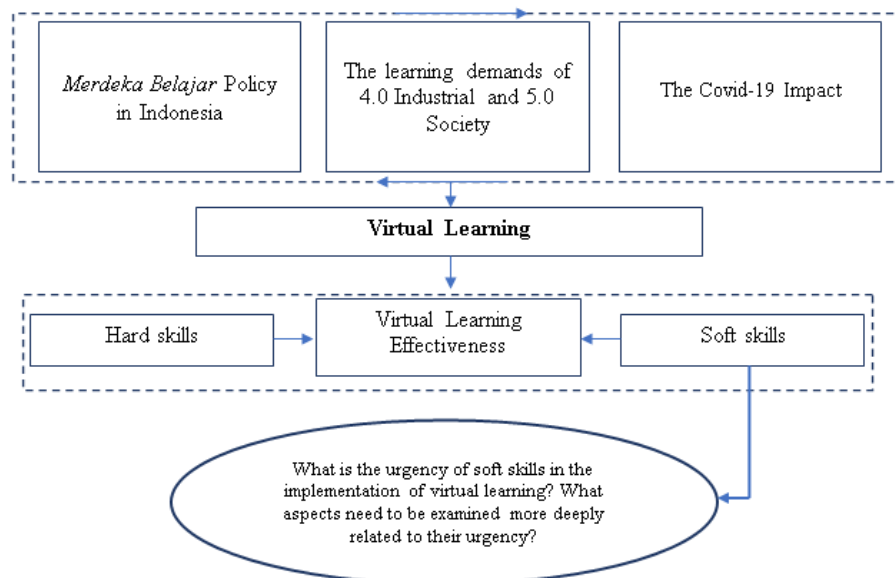 Merdeka Belajar Policy
in Indonesia
The learning demands of
4.0 Industrial and 5.0
Society
The Covid-19 Impact
Virtual Learning
Hard skills
Virtual Learning
Effectiveness
Soft skills
What is the urgency of soft skills in the
implementation of virtual learning? What
aspects need to be examined more deeply
related to their urgency?